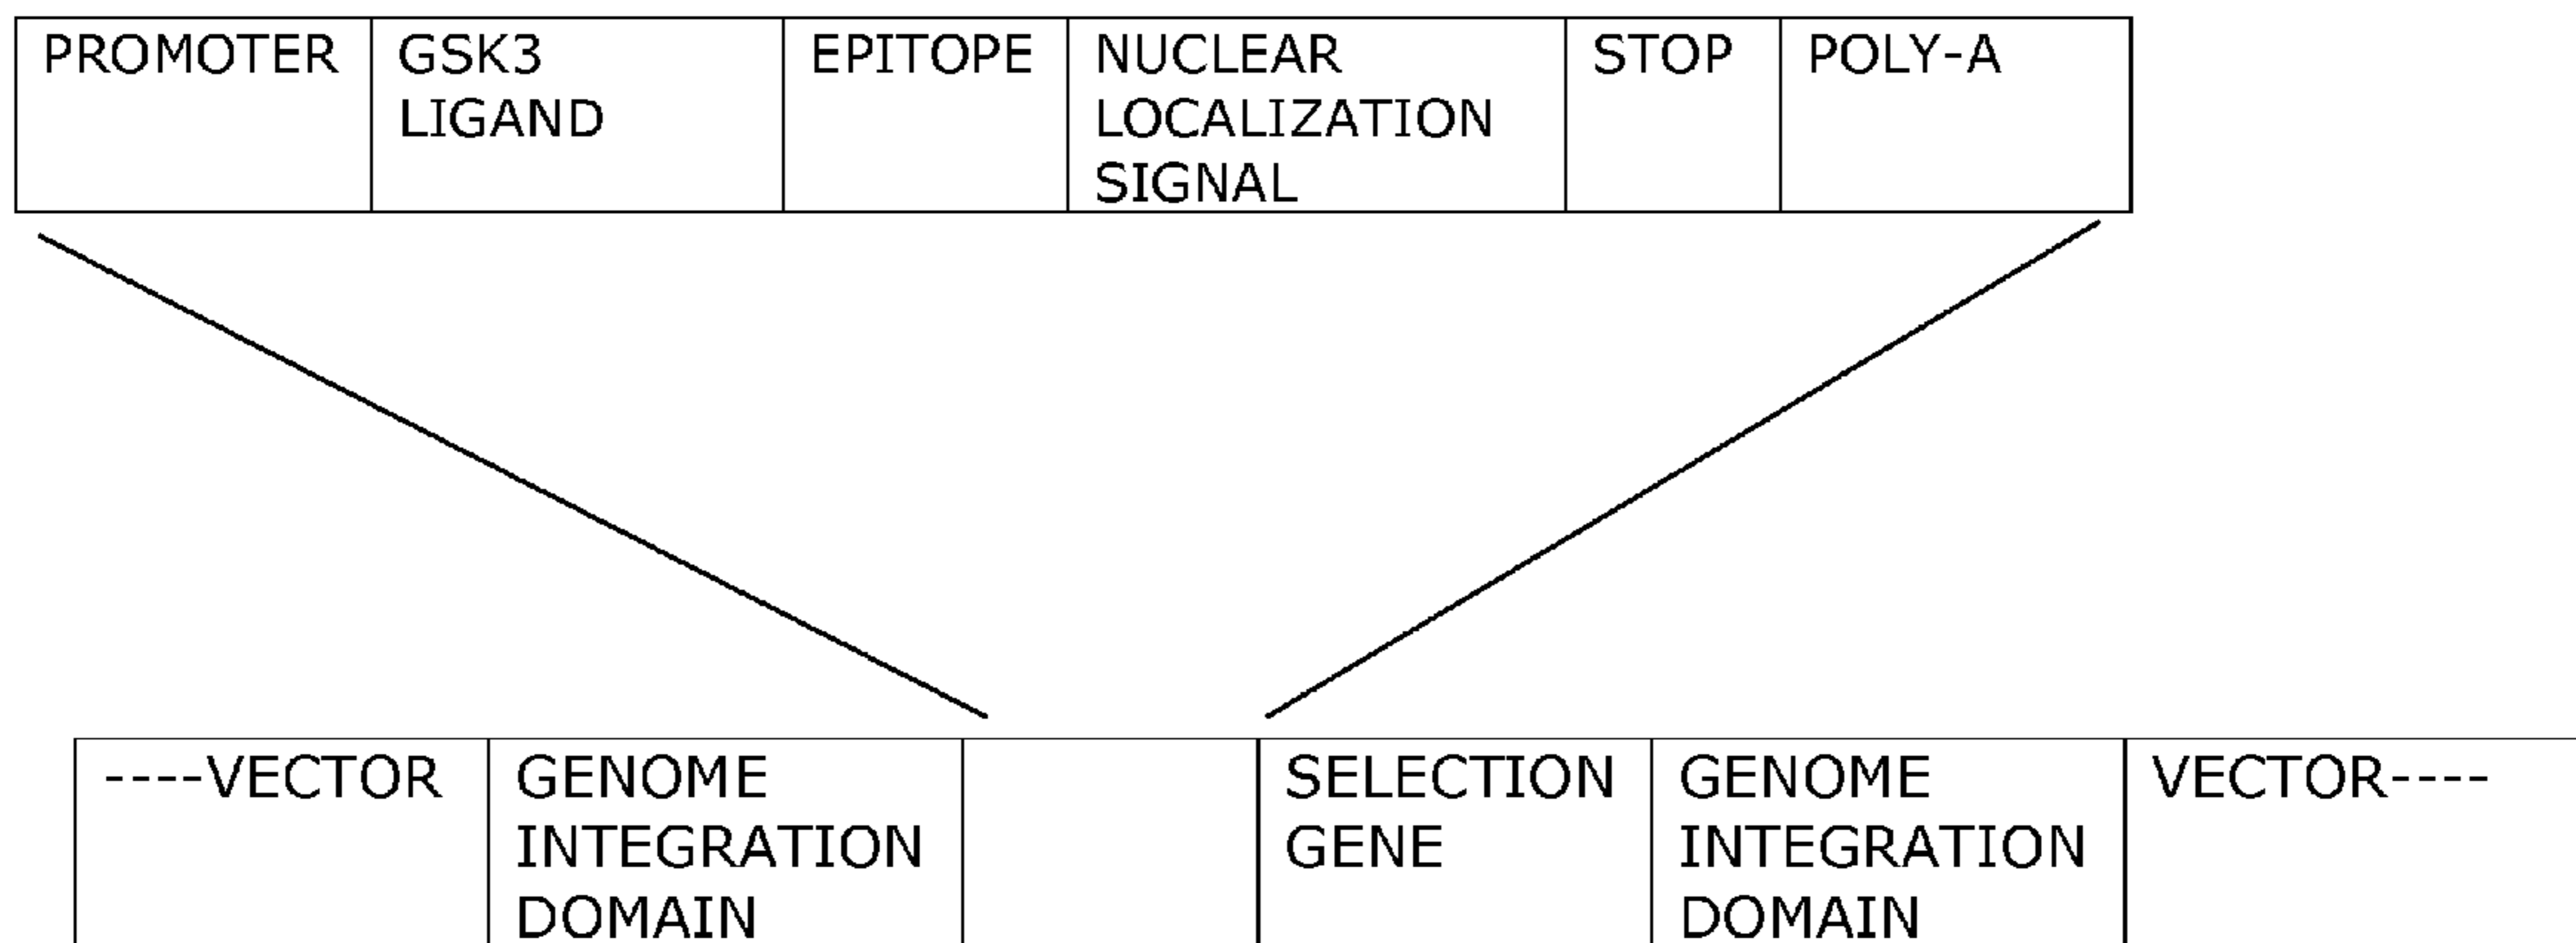 PROMOTER
GSK3
LIGAND
EPITOPE
NUCLEAR
LOCALIZATION
SIGNAL
STOP
POLY-A
----VECTOR
GENOME
INTEGRATION
DOMAIN
SELECTION
GENE
GENOME
INTEGRATION
DOMAIN
VECTOR----